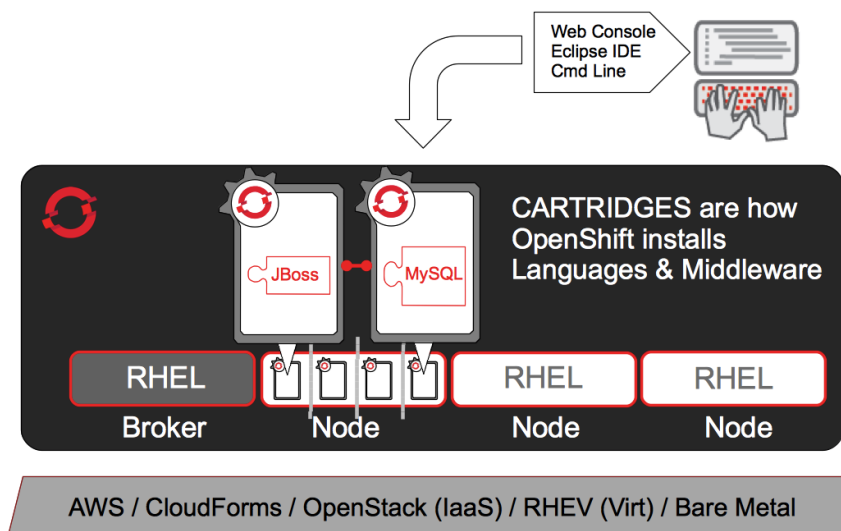 Web Console
Eclipse IDE
Cmd Line
CARTRIDGES are how
OpenShift installs
Languages & Middleware
JBoss
MySQL
RHEL
RHEL
RHEL
Broker
Node
Node
Node
AWS / CloudForms / OpenStack (IaaS) / RHEV (Virt) / Bare Metal